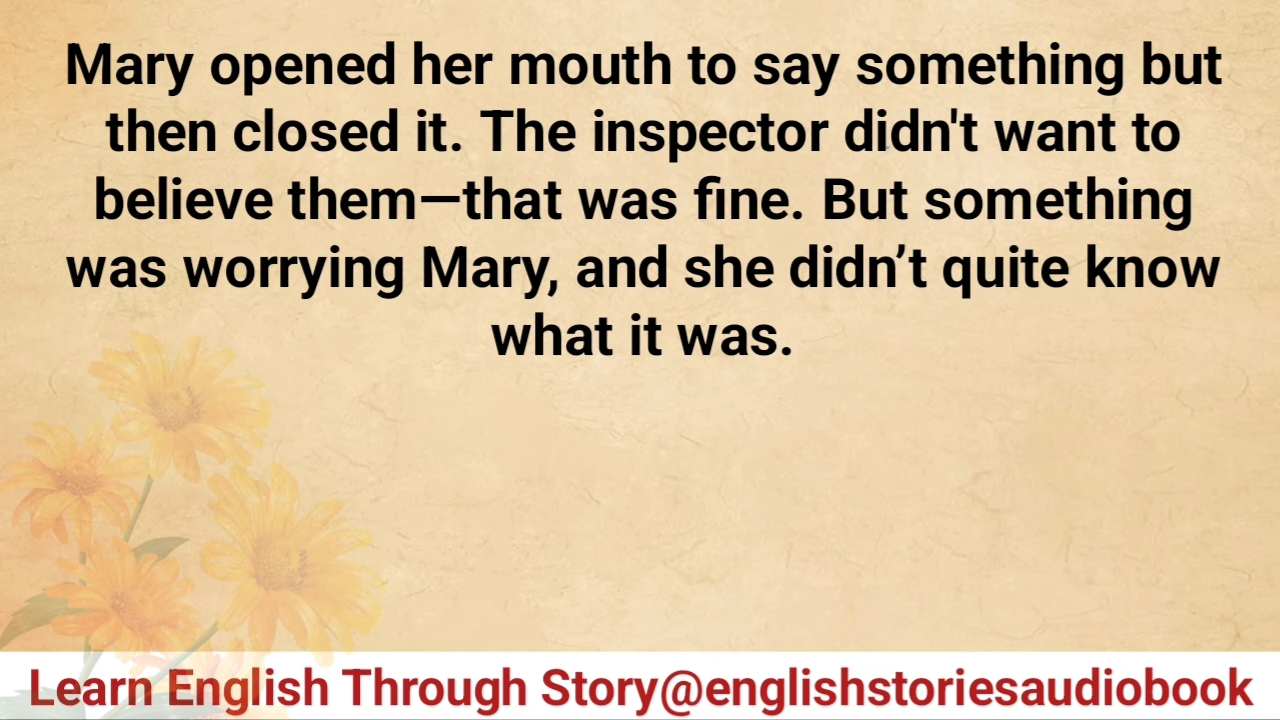 Mary opened her mouth to say something but
then closed it. The inspector didn't want to
believe them—that was fine. But something
was worrying Mary, and she didn’t quite know
what it was.
Learn English Through Story@englishstoriesaudiobook